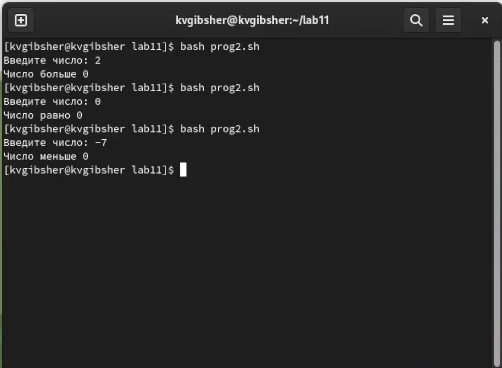 kvgibsher@kvgibsher:~/lab11
[kvgibsher@kvgibsher lab11]$ bash prog2.sh
Введите число: 2
Число больше 0
[kvgibsher@kvgibsher lab11]$ bash prog2.sh
Введите число: 0
Число равно 0
[kvgibsher@kvgibsher lab11]$ bash prog2.sh
Введите число: -7
Число меньше 0
[kvgibsher@kvgibsher lab11]$